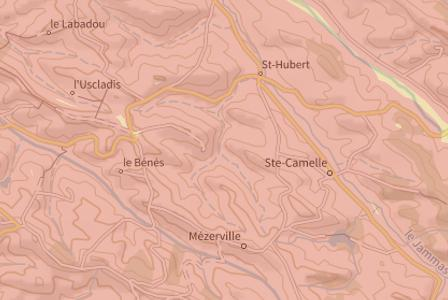 le Labadou
St-Hubert
l'Uscladis
le Bénés
Ste-Camelle
Mézerville
le Jammas